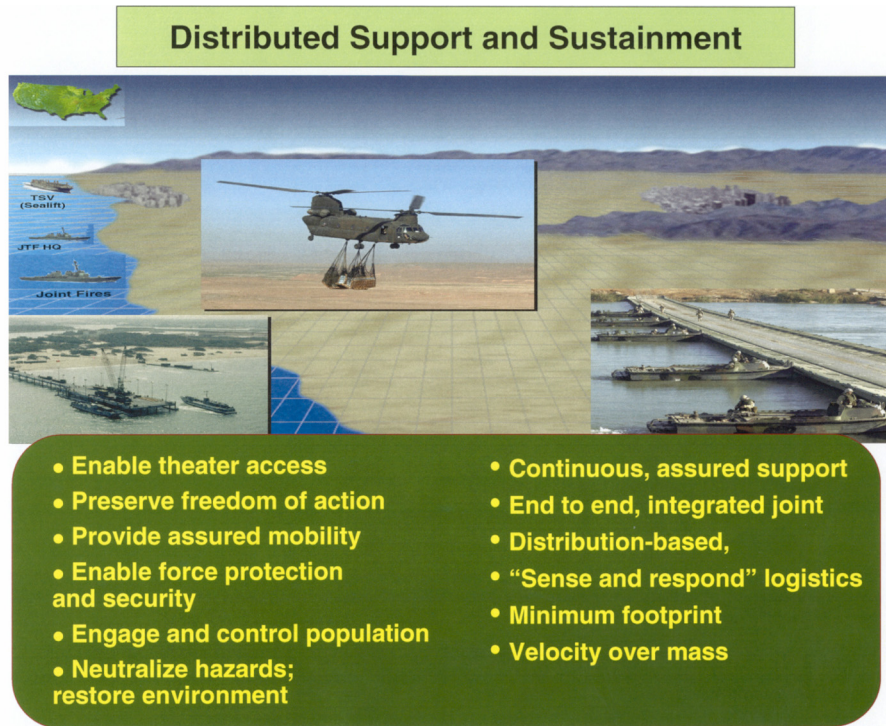 Distributed Support and Sustainment
TSV
(Sealift)
JTF HQ
Joint Fires
• Enable theater access
• Preserve freedom of action
• Provide assured mobility
• Enable force protection
and security
• Engage and control population
• Neutralize hazards;
restore environment
• Continuous, assured support
• End to end, integrated joint
• Distribution-based,
• “Sense and respond” logistics
• Minimum footprint
• Velocity over mass